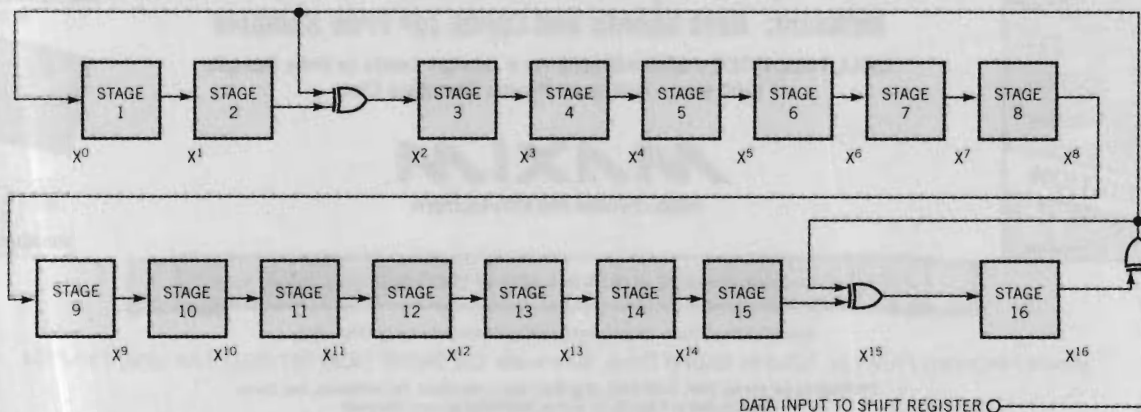 STAGE STAGE STAGE STAGE STAGE STAGE STAGE STAGE
1 2 3 4 5 6 7 8
X⁰ X¹ X² X³ X⁴ X⁵ X⁶ X⁷ X⁸
STAGE STAGE STAGE STAGE STAGE STAGE STAGE STAGE
9 10 11 12 13 14 15 16
X⁹ X¹⁰ X¹¹ X¹² X¹³ X¹⁴ X¹⁵ X¹⁶
DATA INPUT TO SHIFT REGISTER